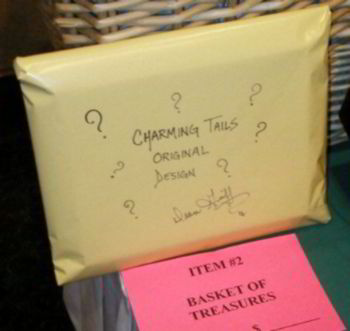 ? ? ?
CHARMING TAILS ?
ORIGINAL
? DESIGN ?
?
ITEM #2
BASKET OF
TREASURES
$